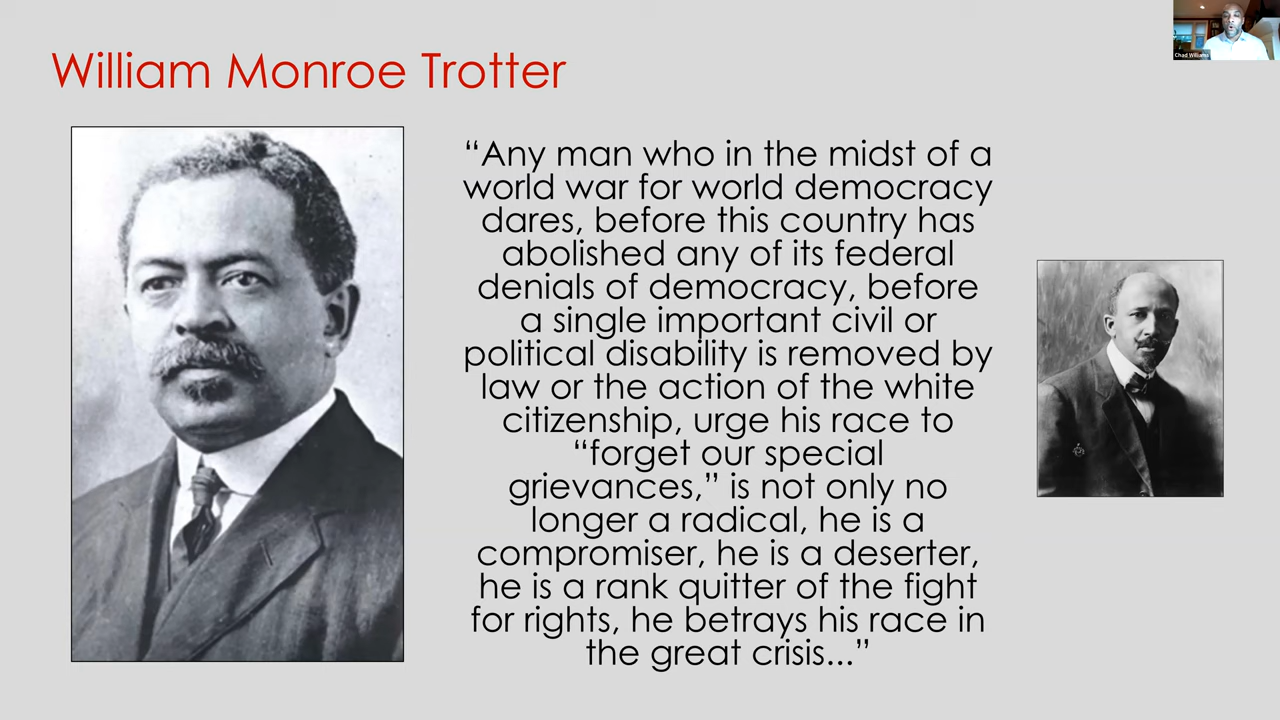 William Monroe Trotter
“Any man who in the midst of a
world war for world democracy
dares, before this country has
abolished any of its federal
denials of democracy, before
a single important civil or
political disability is removed by
law or the action of the white
citizenship, urge his race to
“forget our special
grievances,” is not only no
longer a radical, he is a
compromiser, he is a deserter,
he is a rank quitter of the fight
for rights, he betrays his race in
the great crisis...”
Chad Williams